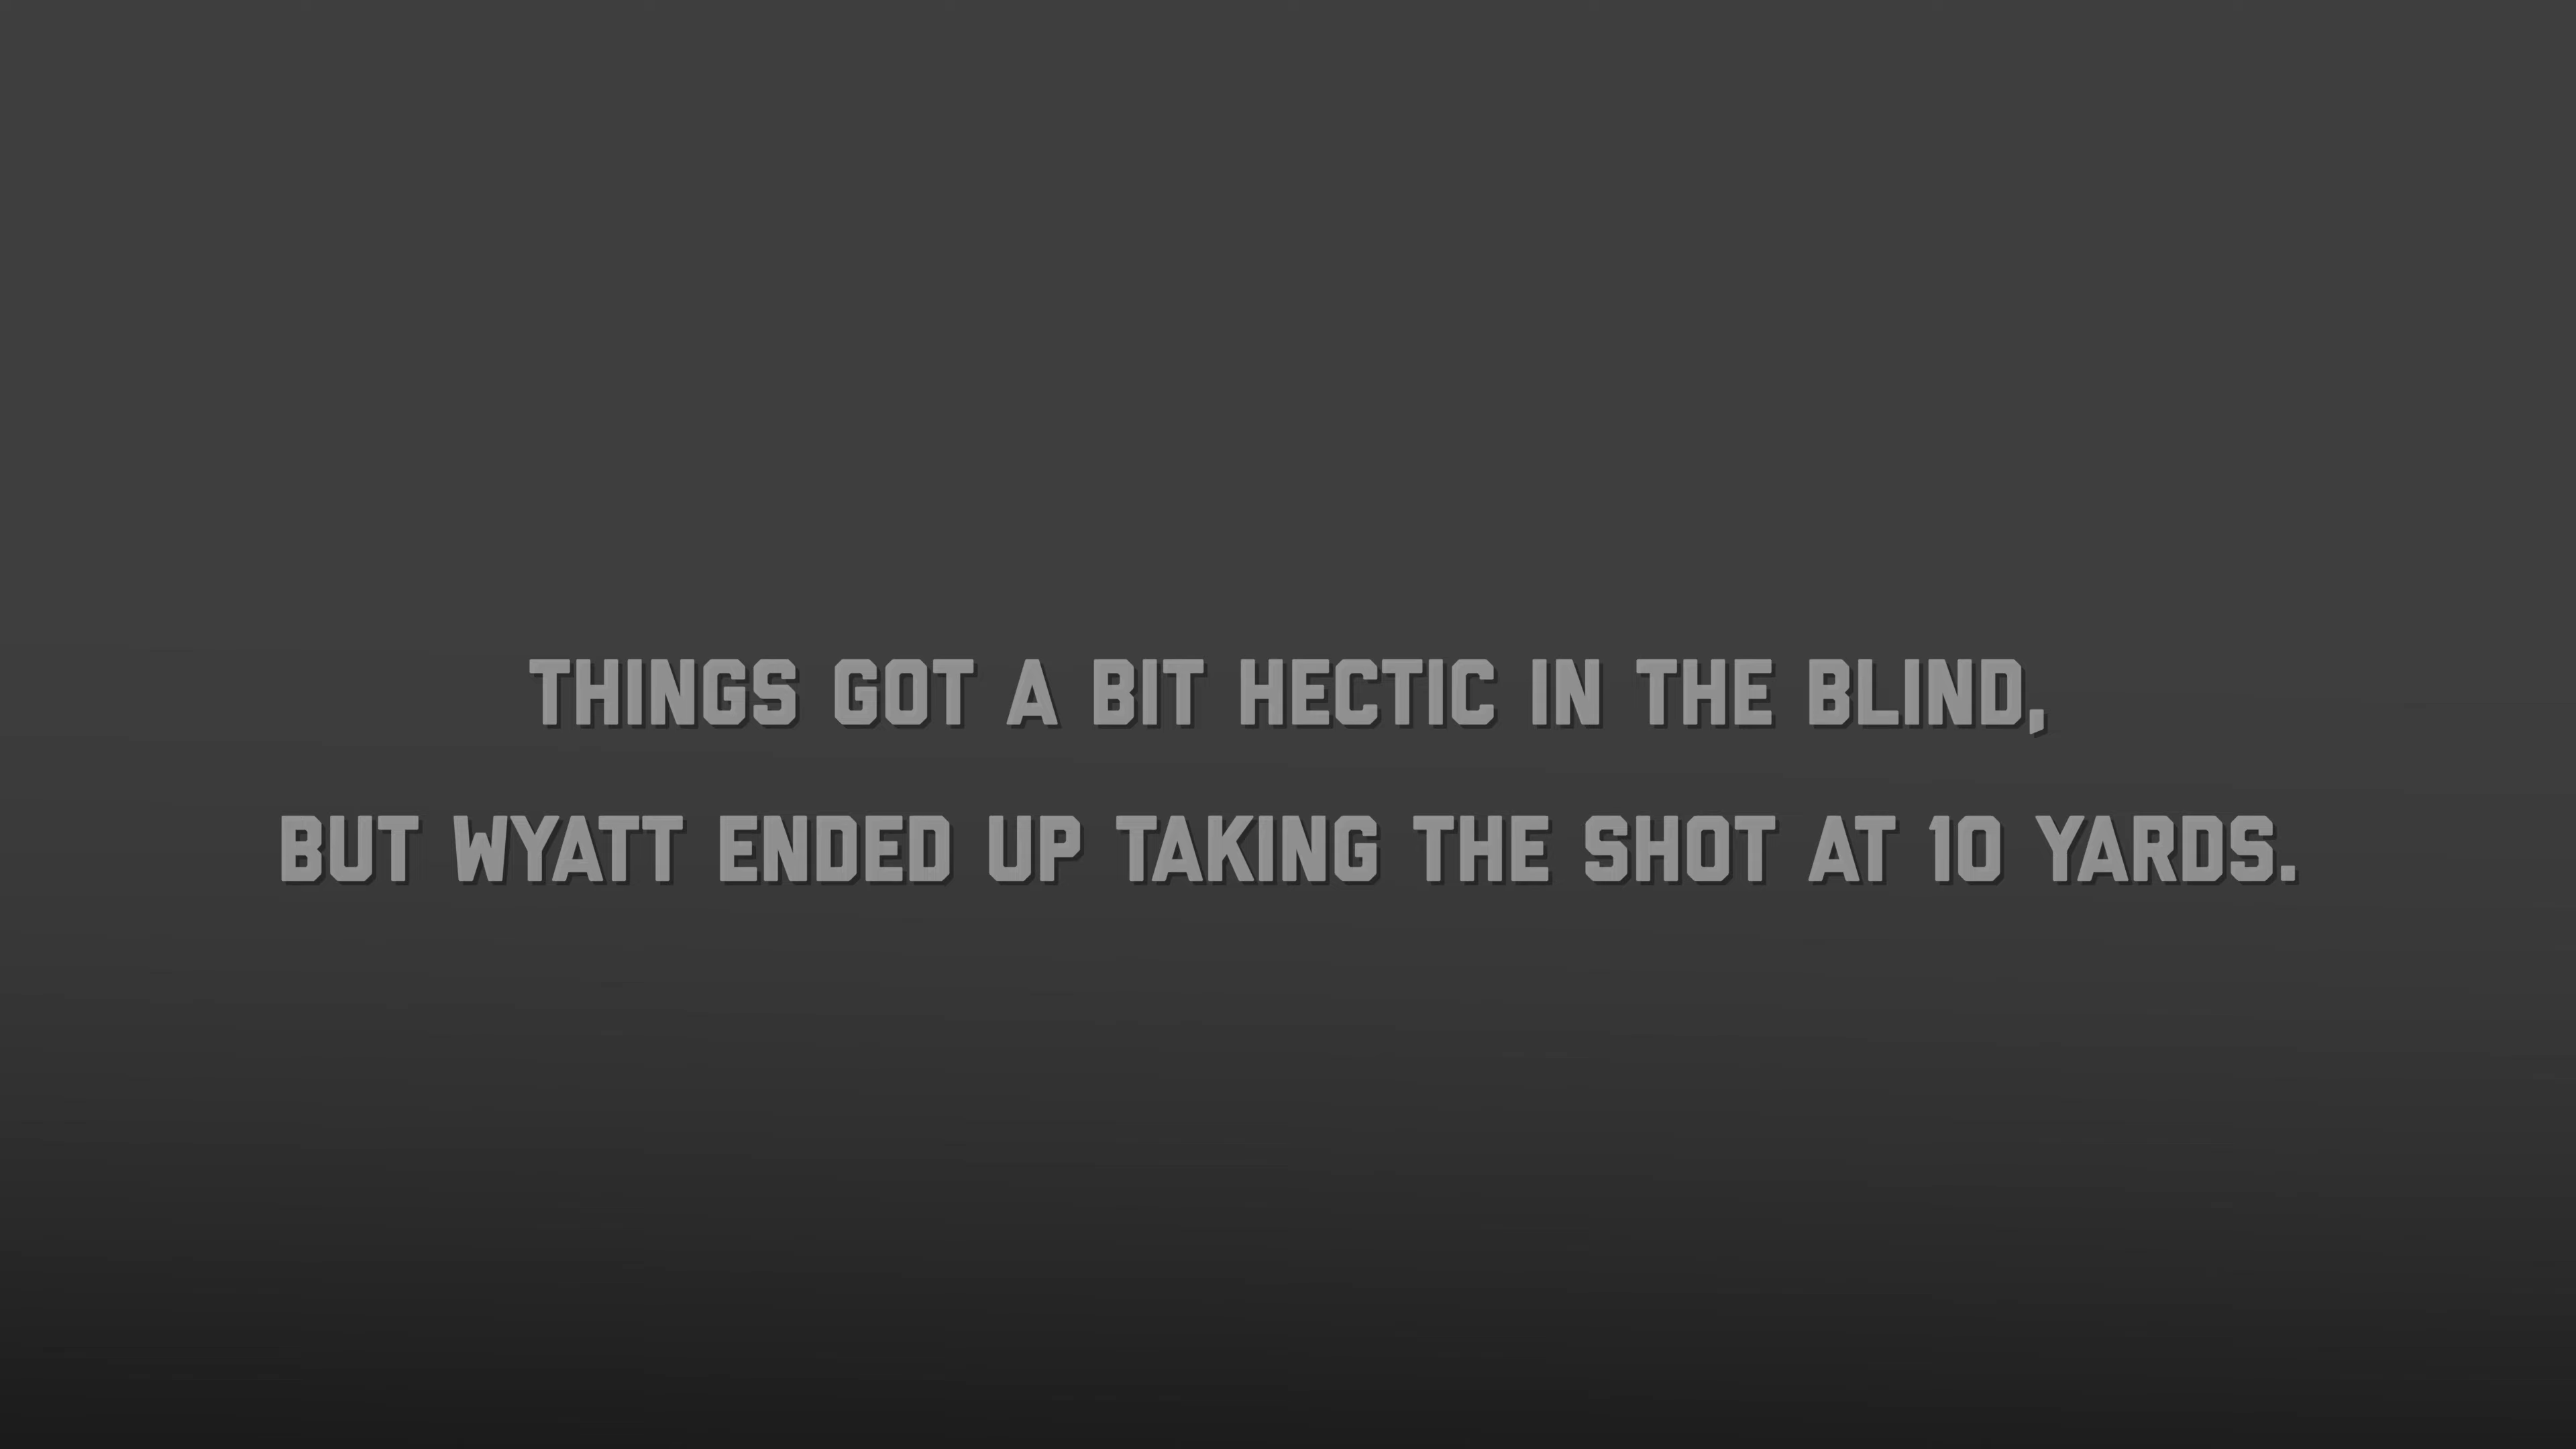 THINGS GOT A BIT HECTIC IN THE BLIND,
BUT WYATT ENDED UP TAKING THE SHOT AT 10 YARDS.